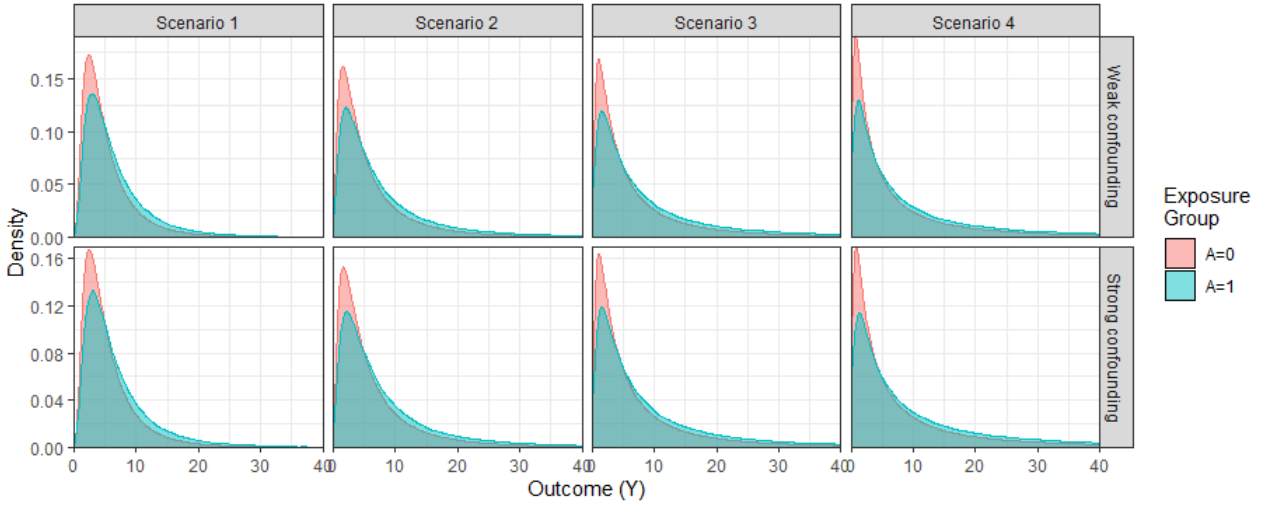 Scenario 1
Scenario 2
Scenario 3
Scenario 4
0.15
0.10
0.05
0.00
Weak confounding
0.16
0.12
0.08
0.04
0.00
Strong confounding
Density
0 10 20 30 40
0 10 20 30 40
0 10 20 30 40
0 10 20 30 40
Outcome (Y)
Exposure
Group
A=0
A=1